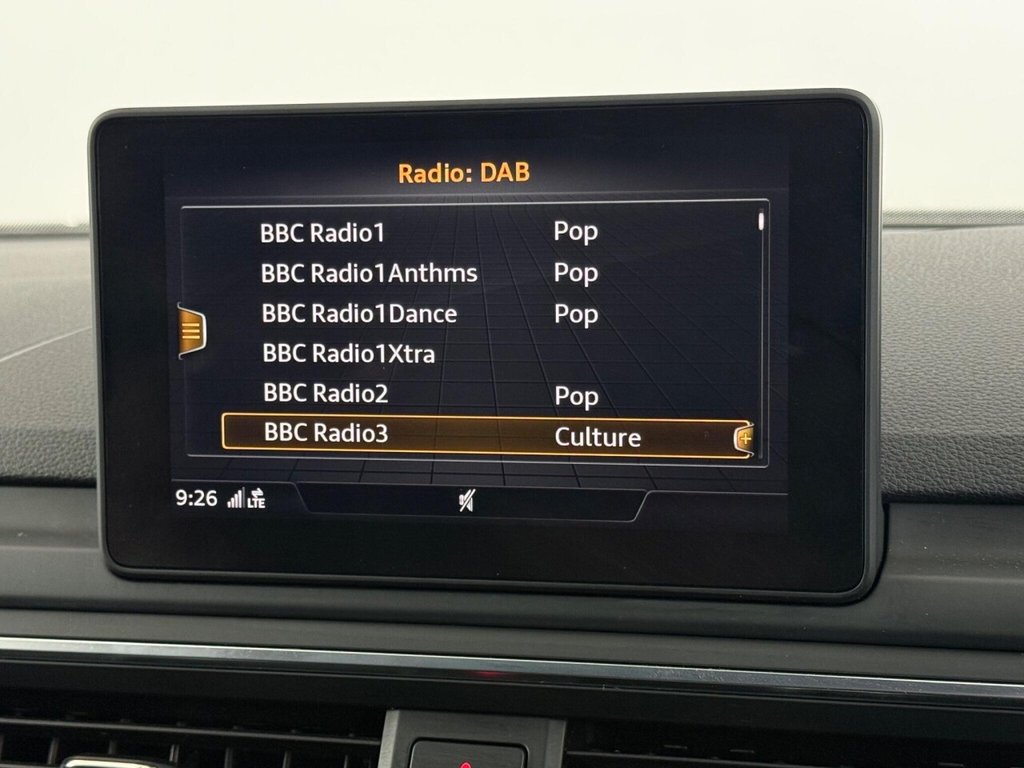 Radio: DAB
BBC Radio1 Pop
BBC Radio1Anthms Pop
BBC Radio1Dance Pop
BBC Radio1Xtra
BBC Radio2 Pop
BBC Radio3 Culture
9:26 LTE